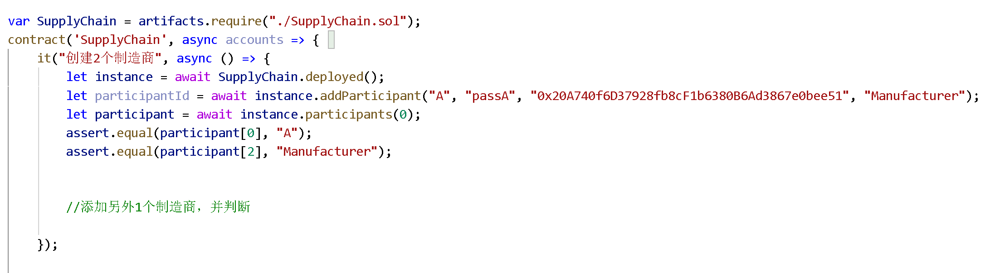 var SupplyChain = artifacts.require("./SupplyChain.sol");
contract('SupplyChain', async accounts => {
it("创建2个制造商", async () => {
let instance = await SupplyChain.deployed();
let participantId = await instance.addParticipant("A", "passA", "0x20A740f6D37928fb8cF1b6380B6Ad3867e0bee51", "Manufacturer");
let participant = await instance.participants(0);
assert.equal(participant[0], "A");
assert.equal(participant[2], "Manufacturer");
//添加另外1个制造商，并判断
});